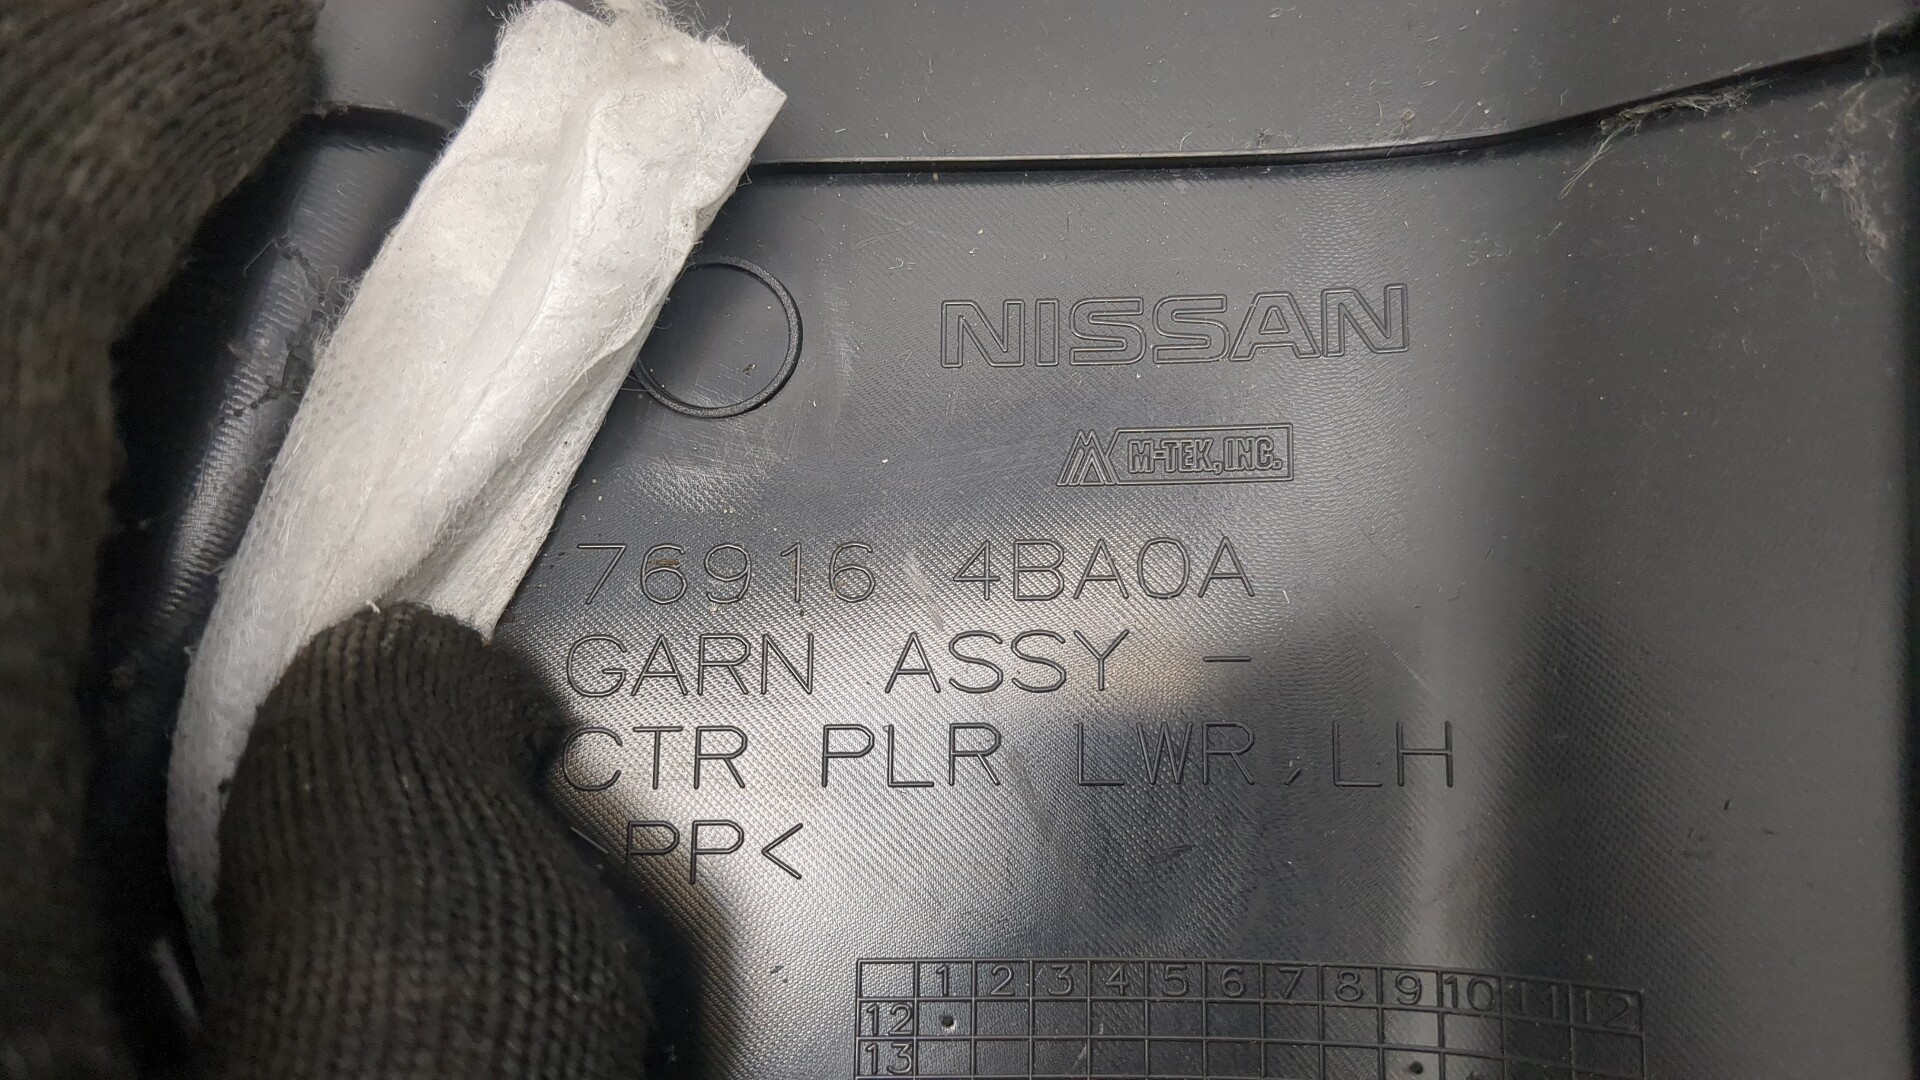 NISSAN
M-TEK, INC.
76916 4BA0A
GARN ASSY -
CTR PLR LWR, LH
>PP<
1 2 3 4 5 6 7 8 9 10 11 12
12
13